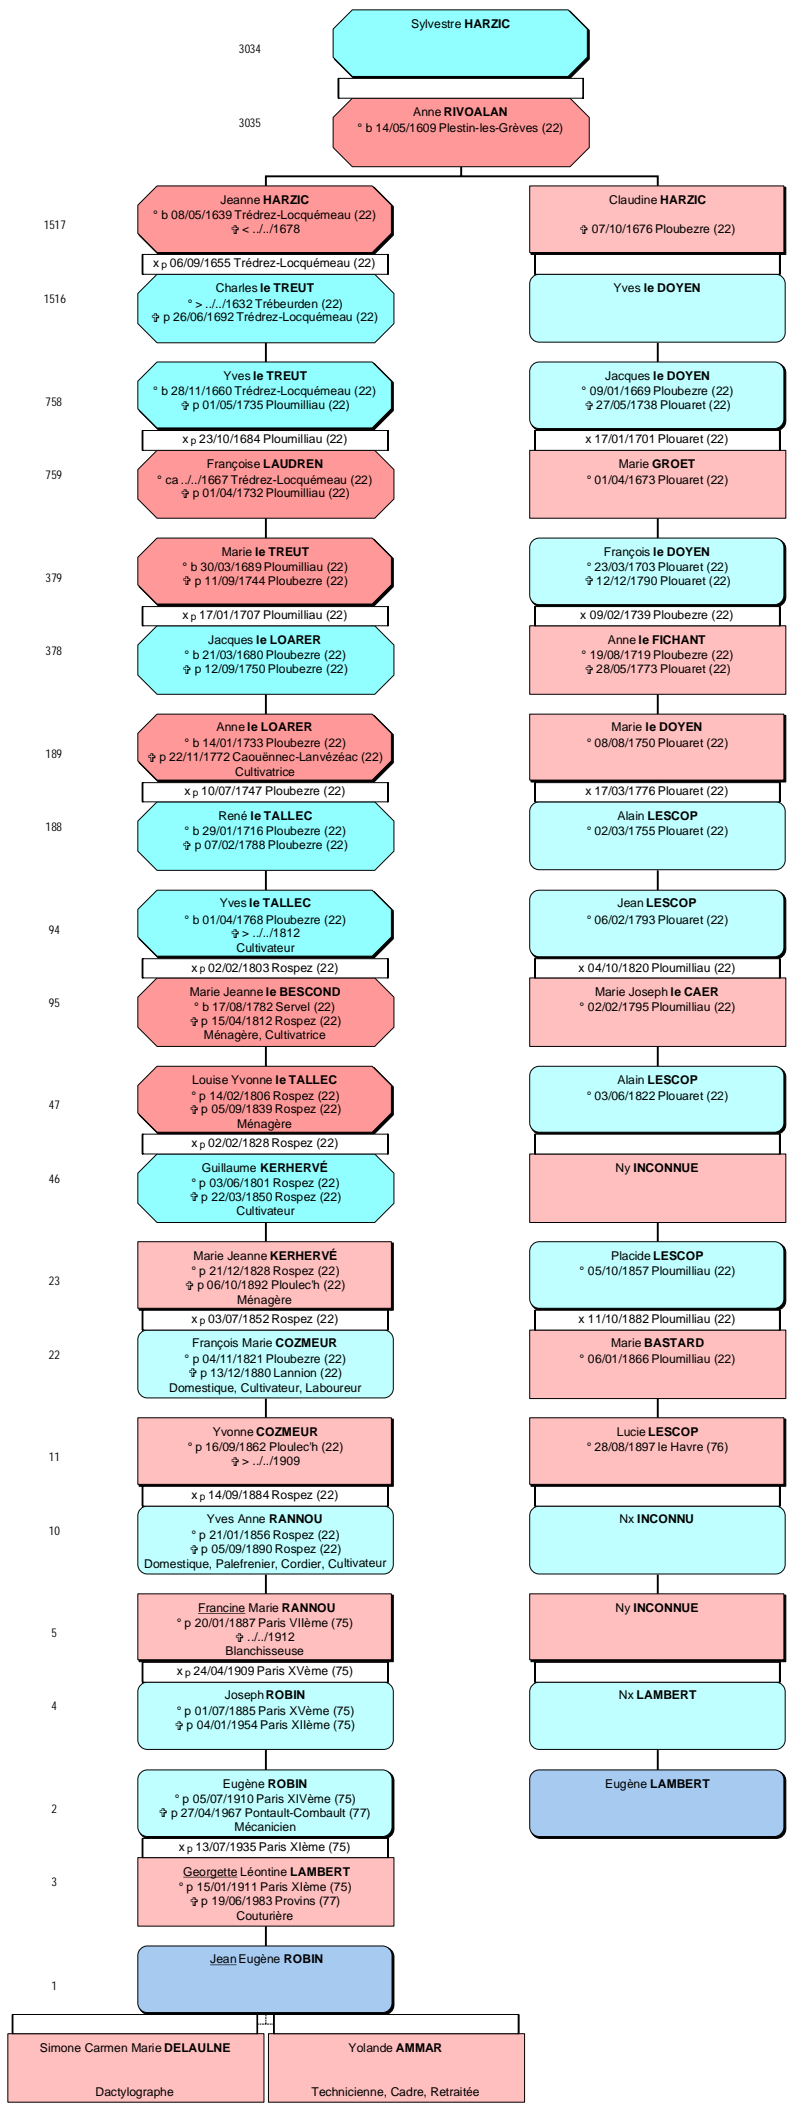 Sylvestre HARZIC
3034
Anne RIVOALAN
3035
° b 14/05/1609 Plestin-les-Grèves (22)
Jeanne HARZIC
° b 08/05/1639 Trédrez-Locquémeau (22)
✞ < ../../1678
1517
x p 06/09/1655 Trédrez-Locquémeau (22)
Charles le TREUT
° > ../../1632 Trébeurden (22)
✞ p 26/06/1692 Trédrez-Locquémeau (22)
1516
Claudine HARZIC
✞ 07/10/1676 Ploubezre (22)
Yves le DOYEN
Yves le TREUT
° b 28/11/1660 Trédrez-Locquémeau (22)
✞ p 01/05/1735 Ploumilliau (22)
758
x p 23/10/1684 Ploumilliau (22)
Françoise LAUDREN
° ca ../../1667 Trédrez-Locquémeau (22)
✞ p 01/04/1732 Ploumilliau (22)
759
Jacques le DOYEN
° 09/01/1669 Ploubezre (22)
✞ 27/05/1738 Plouaret (22)
x 17/01/1701 Plouaret (22)
Marie GROET
° 01/04/1673 Plouaret (22)
Marie le TREUT
° b 30/03/1689 Ploumilliau (22)
✞ p 11/09/1744 Ploubezre (22)
379
x p 17/01/1707 Ploumilliau (22)
Jacques le LOARER
° b 21/03/1680 Ploubezre (22)
✞ p 12/09/1750 Ploubezre (22)
378
François le DOYEN
° 23/03/1703 Plouaret (22)
✞ 12/12/1790 Plouaret (22)
x 09/02/1739 Ploubezre (22)
Anne le FICHANT
° 19/08/1719 Ploubezre (22)
✞ 28/05/1773 Plouaret (22)
Anne le LOARER
° b 14/01/1733 Ploubezre (22)
✞ p 22/11/1772 Caouënnec-Lanvézéac (22)
Cultivatrice
189
x p 10/07/1747 Ploubezre (22)
René le TALLEC
° b 29/01/1716 Ploubezre (22)
✞ p 07/02/1788 Ploubezre (22)
188
Marie le DOYEN
° 08/08/1750 Plouaret (22)
x 17/03/1776 Plouaret (22)
Alain LESCOP
° 02/03/1755 Plouaret (22)
Yves le TALLEC
° b 01/04/1768 Ploubezre (22)
✞ > ../../1812
Cultivateur
94
x p 02/02/1803 Rospez (22)
Marie Jeanne le BESCOND
° b 17/08/1782 Servel (22)
✞ p 15/04/1812 Rospez (22)
Ménagère, Cultivatrice
95
Jean LESCOP
° 06/02/1793 Plouaret (22)
x 04/10/1820 Ploumilliau (22)
Marie Joseph le CAER
° 02/02/1795 Ploumilliau (22)
Louise Yvonne le TALLEC
° p 14/02/1806 Rospez (22)
✞ p 05/09/1839 Rospez (22)
Ménagère
47
x p 02/02/1828 Rospez (22)
Guillaume KERHERVÉ
° p 03/06/1801 Rospez (22)
✞ p 22/03/1850 Rospez (22)
Cultivateur
46
Alain LESCOP
° 03/06/1822 Plouaret (22)
Ny INCONNUE
Marie Jeanne KERHERVÉ
° p 21/12/1828 Rospez (22)
✞ p 06/10/1892 Ploulec'h (22)
Ménagère
23
x p 03/07/1852 Rospez (22)
François Marie COZMEUR
° p 04/11/1821 Ploubezre (22)
✞ p 13/12/1880 Lannion (22)
Domestique, Cultivateur, Laboureur
22
Placide LESCOP
° 05/10/1857 Ploumilliau (22)
x 11/10/1882 Ploumilliau (22)
Marie BASTARD
° 06/01/1866 Ploumilliau (22)
Yvonne COZMEUR
° p 16/09/1862 Ploulec'h (22)
✞ > ../../1909
11
x p 14/09/1884 Rospez (22)
Yves Anne RANNOU
° p 21/01/1856 Rospez (22)
✞ p 05/09/1890 Rospez (22)
Domestique, Palefrenier, Cordier, Cultivateur
10
Lucie LESCOP
° 28/08/1897 le Havre (76)
Nx INCONNU
Francine Marie RANNOU
° p 20/01/1887 Paris VIIème (75)
✞ ../../1912
Blanchisseuse
5
x p 24/04/1909 Paris XVème (75)
Joseph ROBIN
° p 01/07/1885 Paris XVème (75)
✞ p 04/01/1954 Paris XIIème (75)
4
Ny INCONNUE
Nx LAMBERT
Eugène ROBIN
° p 05/07/1910 Paris XIVème (75)
✞ p 27/04/1967 Pontault-Combault (77)
Mécanicien
2
x p 13/07/1935 Paris XIème (75)
Georgette Léontine LAMBERT
° p 15/01/1911 Paris XIème (75)
✞ p 19/06/1983 Provins (77)
Couturière
3
Eugène LAMBERT
Jean Eugène ROBIN
1
Simone Carmen Marie DELAULNE
Dactylographe
Yolande AMMAR
Technicienne, Cadre, Retraitée